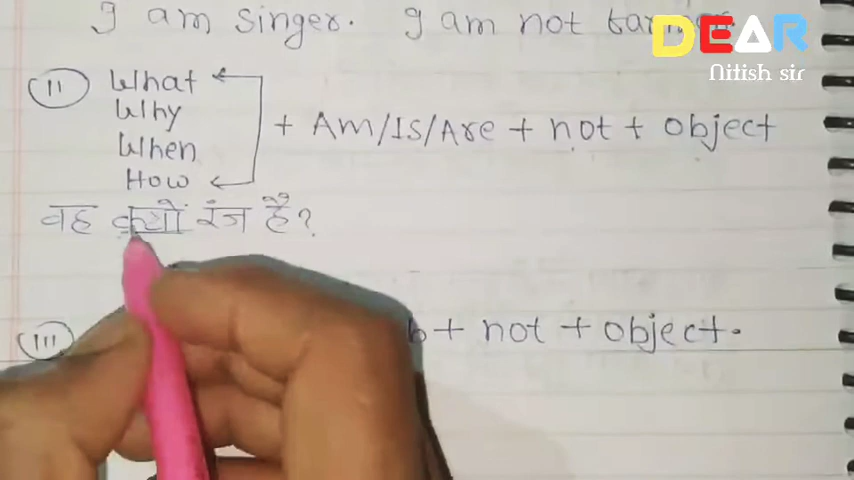 I am singer. I am not
DEAR
Nitish sir
(II) What
Why
When
How
+ Am/Is/Are + not + object
वह क्यों रंज है?
(III) b + not + object.